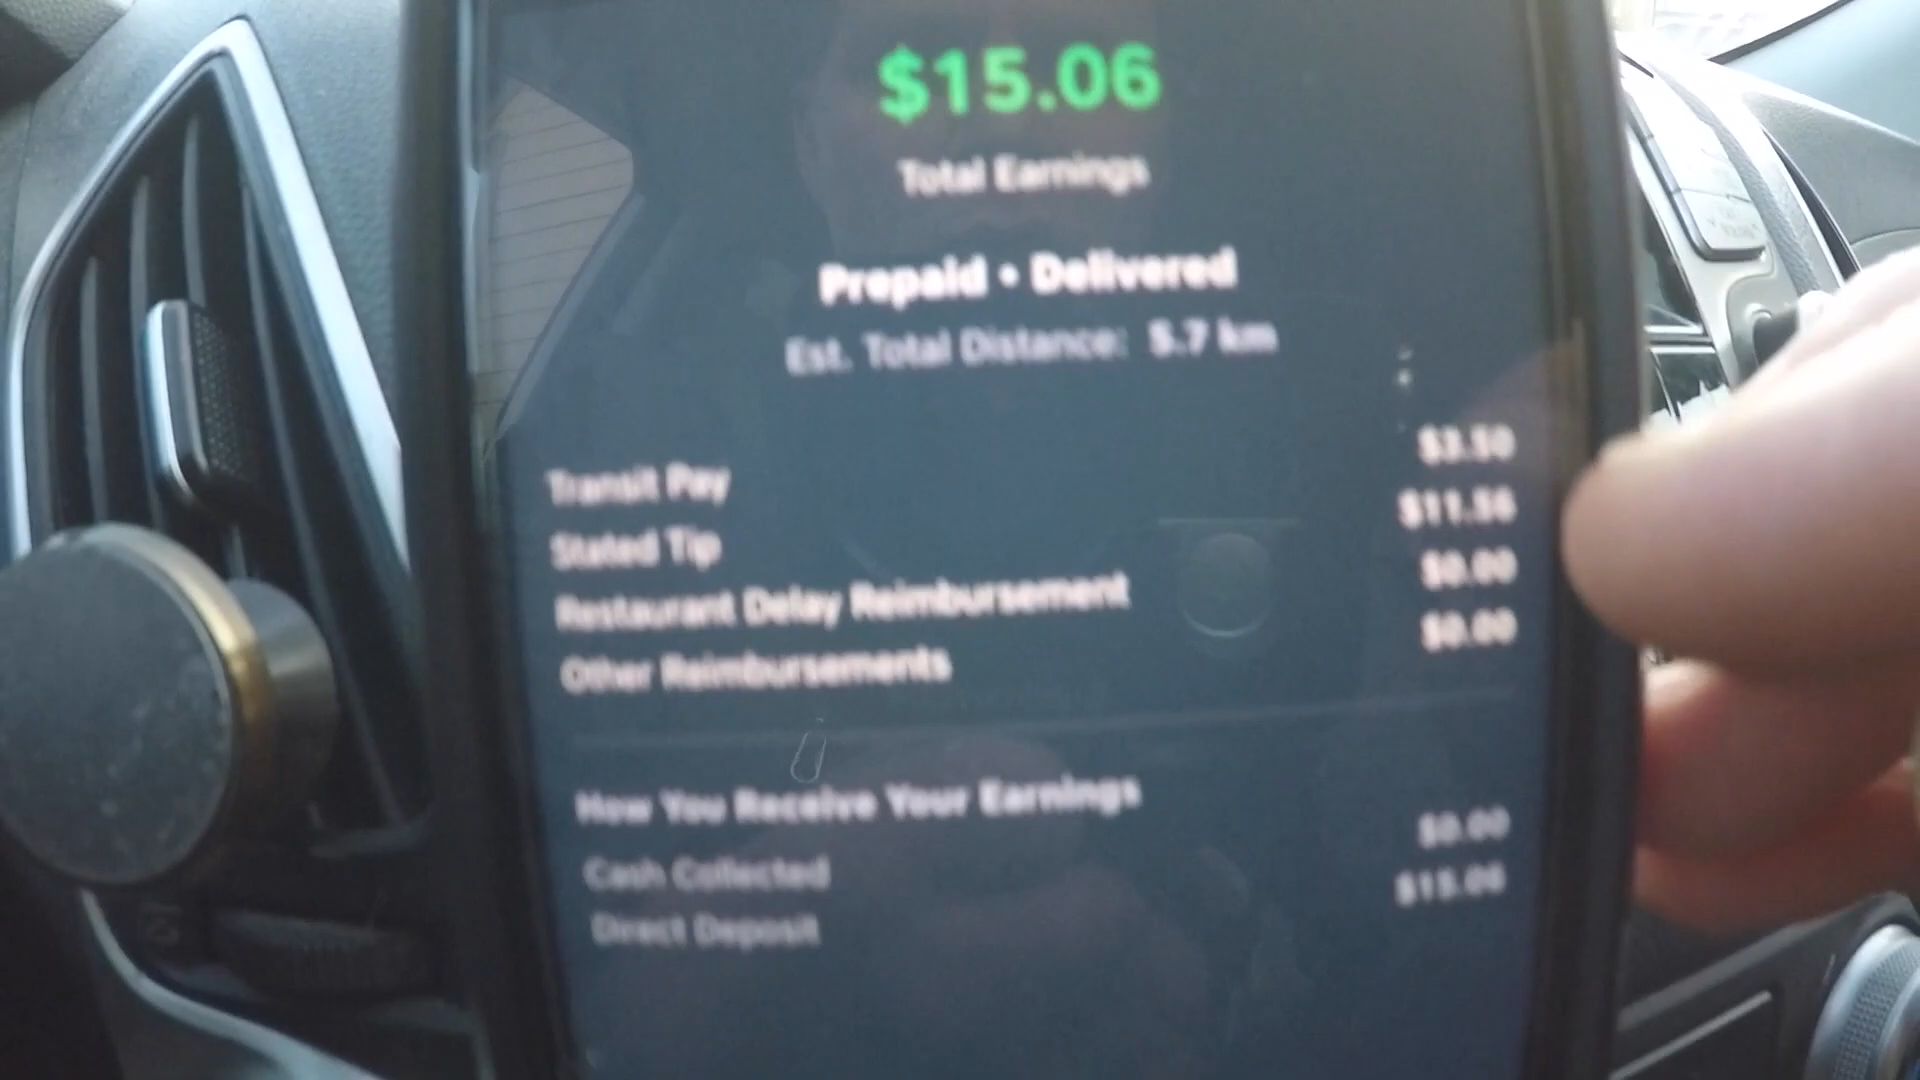 $15.06
Total Earnings
Prepaid • Delivered
Est. Total Distance: 5.7 km
Transit Pay $3.50
Stated Tip $11.56
Restaurant Delay Reimbursement $0.00
Other Reimbursements $0.00
How You Receive Your Earnings
Cash Collected $0.00
Direct Deposit $15.06